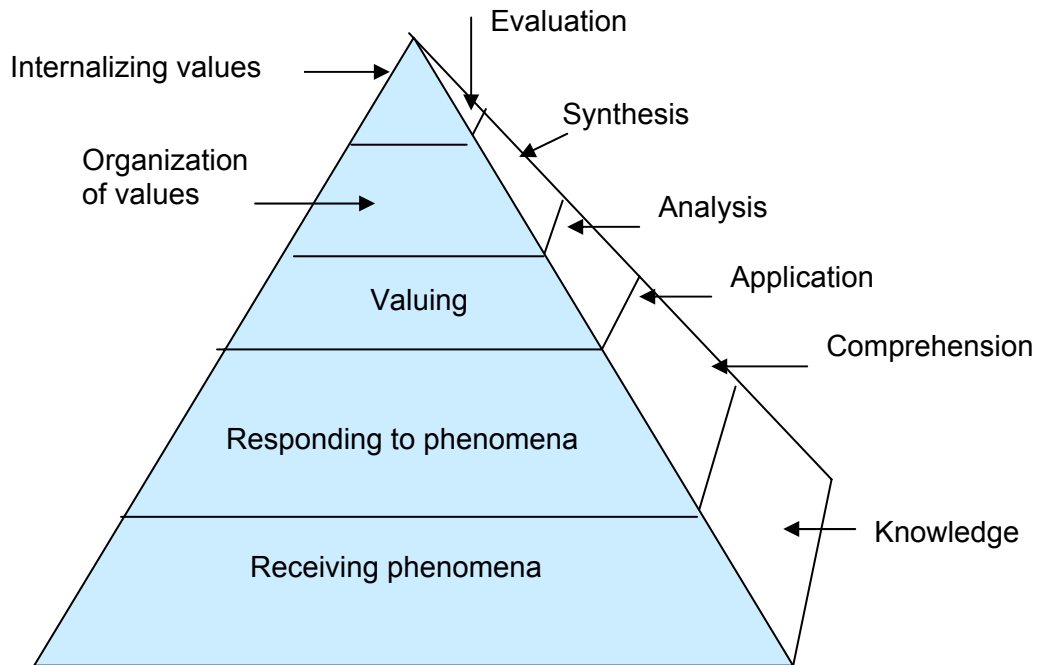 Evaluation
Internalizing values
Synthesis
Organization
of values
Analysis
Application
Valuing
Comprehension
Responding to phenomena
Knowledge
Receiving phenomena